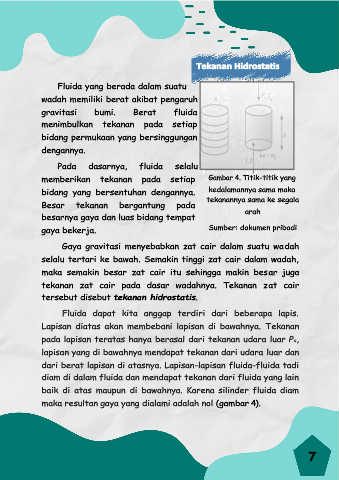 Tekanan Hidrostatis
Fluida yang berada dalam suatu
wadah memiliki berat akibat pengaruh
gravitasi bumi. Berat fluida
menimbulkan tekanan pada setiap
bidang permukaan yang bersinggungan
dengannya.
Pada dasarnya, fluida selalu
memberikan tekanan pada setiap
bidang yang bersentuhan dengannya.
Besar tekanan bergantung pada
besarnya gaya dan luas bidang tempat
gaya bekerja.
Gambar 4. Titik-titik yang
kedalamannya sama maka
tekanannya sama ke segala
arah
Sumber: dokumen pribadi
Gaya gravitasi menyebabkan zat cair dalam suatu wadah
selalu tertari ke bawah. Semakin tinggi zat cair dalam wadah,
maka semakin besar zat cair itu sehingga makin besar juga
tekanan zat cair pada dasar wadahnya. Tekanan zat cair
tersebut disebut tekanan hidrostatis.
Fluida dapat kita anggap terdiri dari beberapa lapis.
Lapisan diatas akan membebani lapisan di bawahnya. Tekanan
pada lapisan teratas hanya berasal dari tekanan udara luar P₀,
lapisan yang di bawahnya mendapat tekanan dari udara luar dan
dari berat lapisan di atasnya. Lapisan-lapisan fluida-fluida tadi
diam di dalam fluida dan mendapat tekanan dari fluida yang lain
baik di atas maupun di bawahnya. Karena silinder fluida diam
maka resultan gaya yang dialami adalah nol (gambar 4).
7